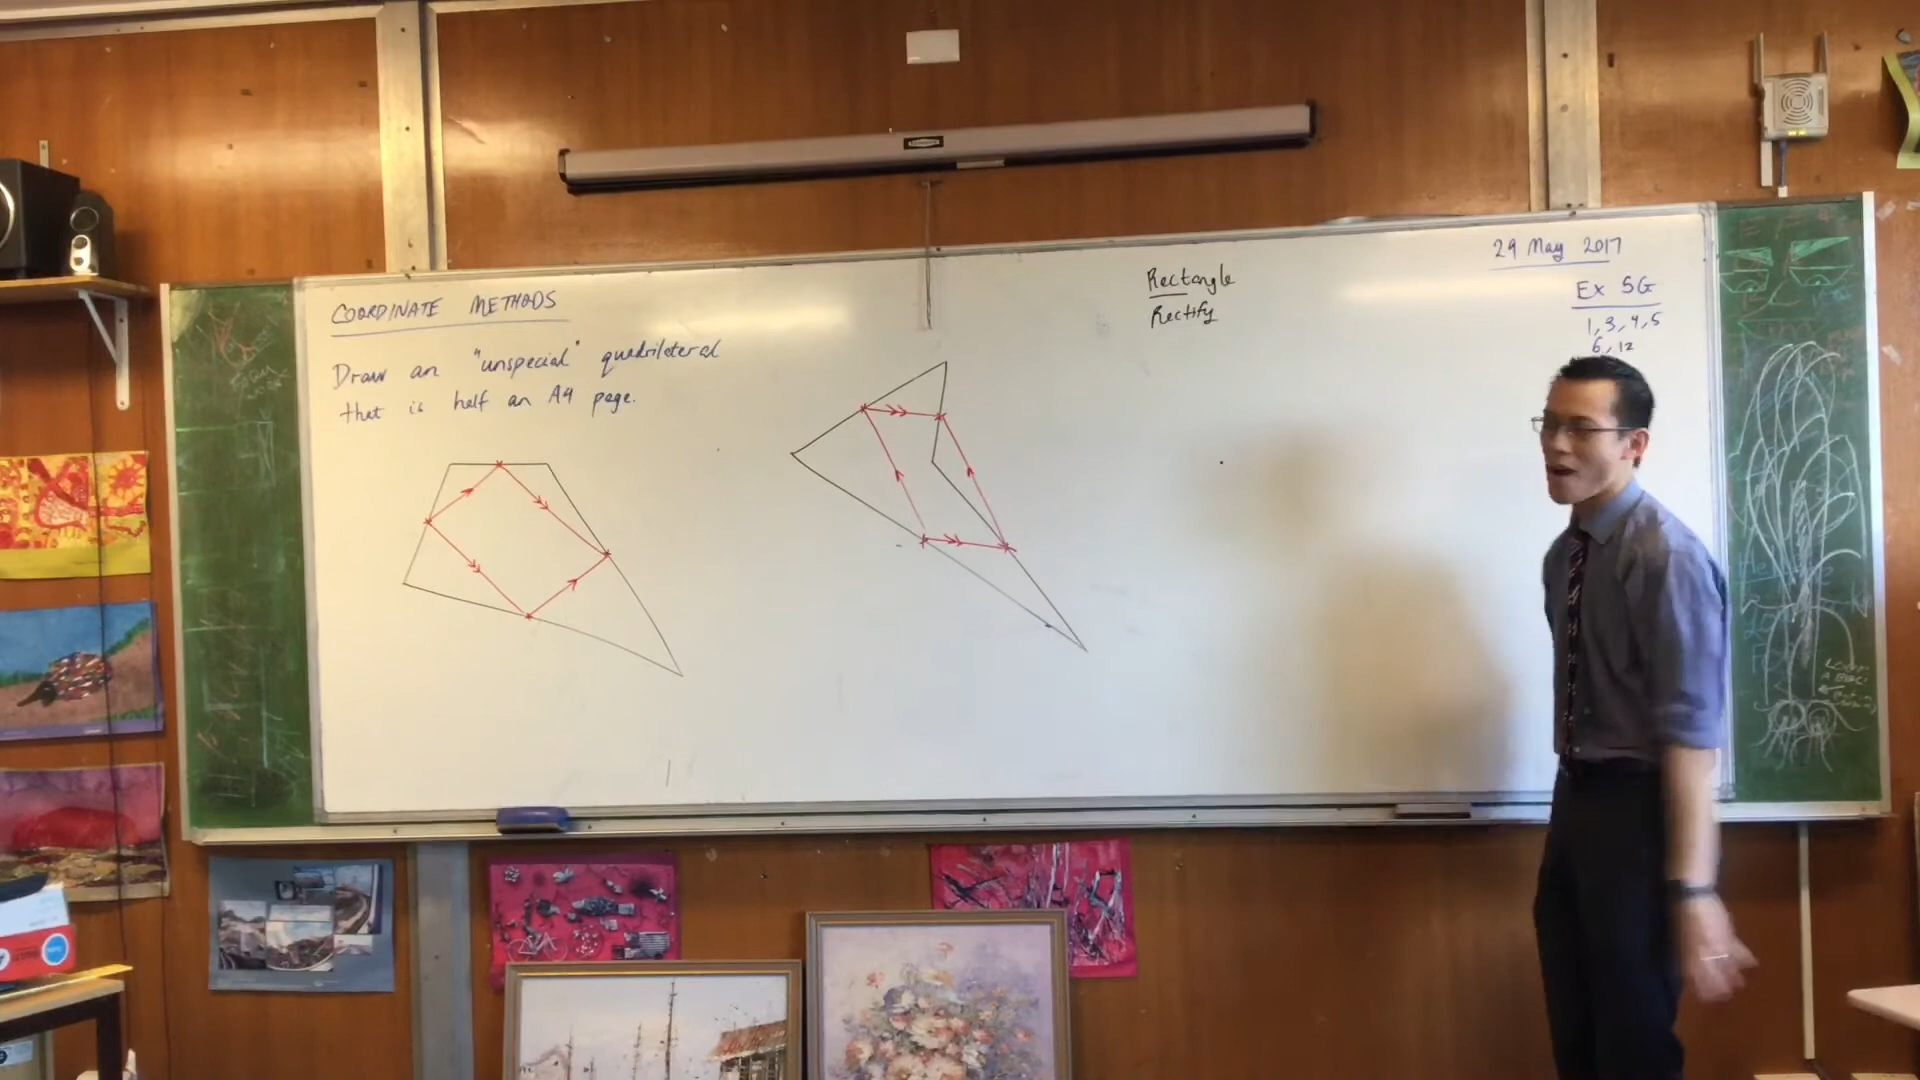 COORDINATE METHODS
Draw an "unspecial" quadrilateral
that is half an A4 page.
Rectangle
Rectify
29 May 2017
Ex 5G
1, 3, 4, 5
6, 12